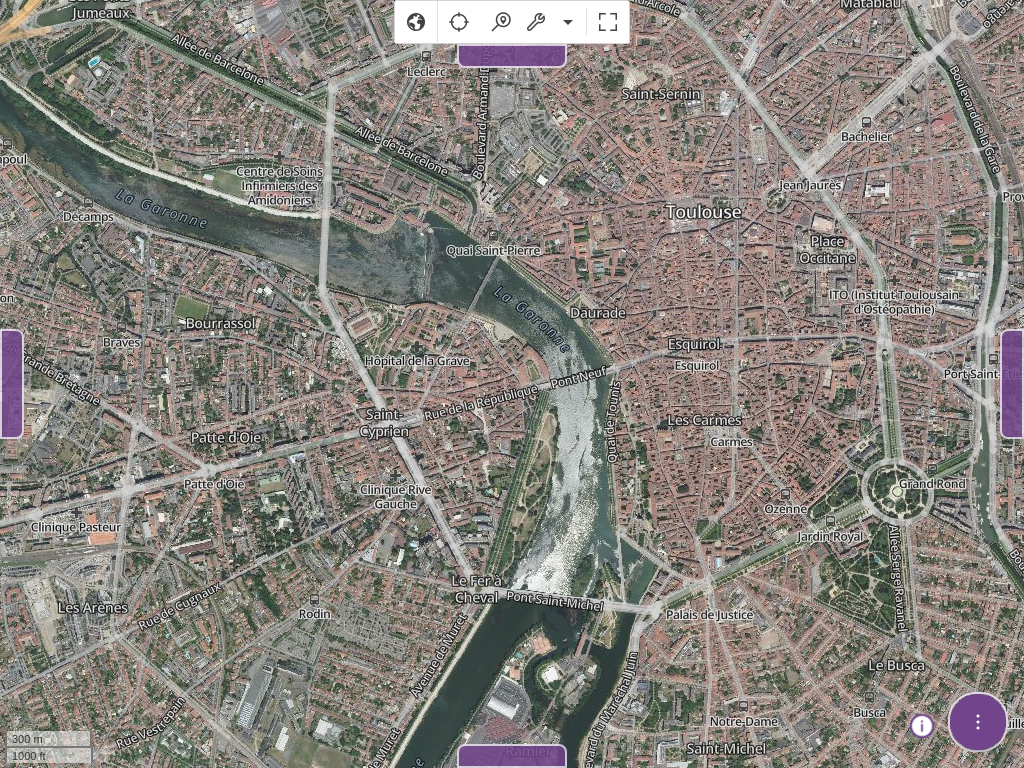 Jumeaux
Matabiau
Allée de Barcelone
Leclerc
Boulevard de la Gare
Saint-Sernin
Bachelier
Allée de Barcelone
Centre de Soins
Infirmiers des
Amidoniers
Jean Jaurès
La Garonne
Décamps
Toulouse
Quai Saint-Pierre
Place
Occitane
La Garonne
ITO (Institut Toulousain
d'Ostéopathie)
Daurade
Bourrassol
Braves
Esquirol
Esquirol
Hôpital de la Grave
Port Saint-
Pont Neuf
Rue de la République
Quai de Tounis
Saint-
Cyprien
Les Carmes
Carmes
Patte d'Oie
Patte d'Oie
Clinique Rive
Gauche
Grand Rond
Ozenne
Clinique Pasteur
Jardin Royal
Allée Serge Ravanel
Le Fer à
Cheval
Pont Saint-Michel
Les Arènes
Rue de Cugnaux
Rodin
Palais de Justice
Avenue de Muret
Le Busca
Busca
Notre-Dame
Rue Vestrepain
Saint-Michel
Ramier
300 m
1000 ft